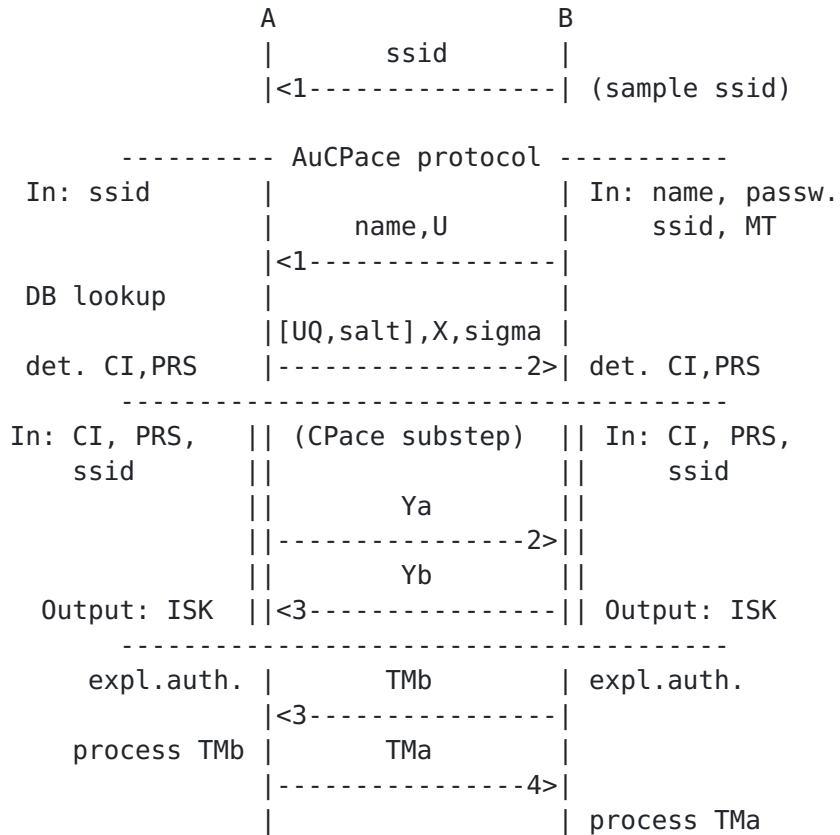 A                  B
                |       ssid       |
                |<1----------------| (sample ssid)

       ---------- AuCPace protocol -----------
 In: ssid       |                  | In: name, passw.
                |     name,U       |     ssid, MT
                |<1----------------|
 DB lookup      |                  |
                |[UQ,salt],X,sigma |
 det. CI,PRS    |----------------2>| det. CI,PRS
       ---------------------------------------
In: CI, PRS,   || (CPace substep)  || In: CI, PRS,
    ssid       ||                  ||      ssid
               ||        Ya        ||
               ||----------------2>||
               ||        Yb        ||
  Output: ISK  ||<3----------------|| Output: ISK
       ---------------------------------------
     expl.auth. |       TMb        | expl.auth.
                |<3----------------|
    process TMb |       TMa        |
                |----------------4>|
                |                  | process TMa